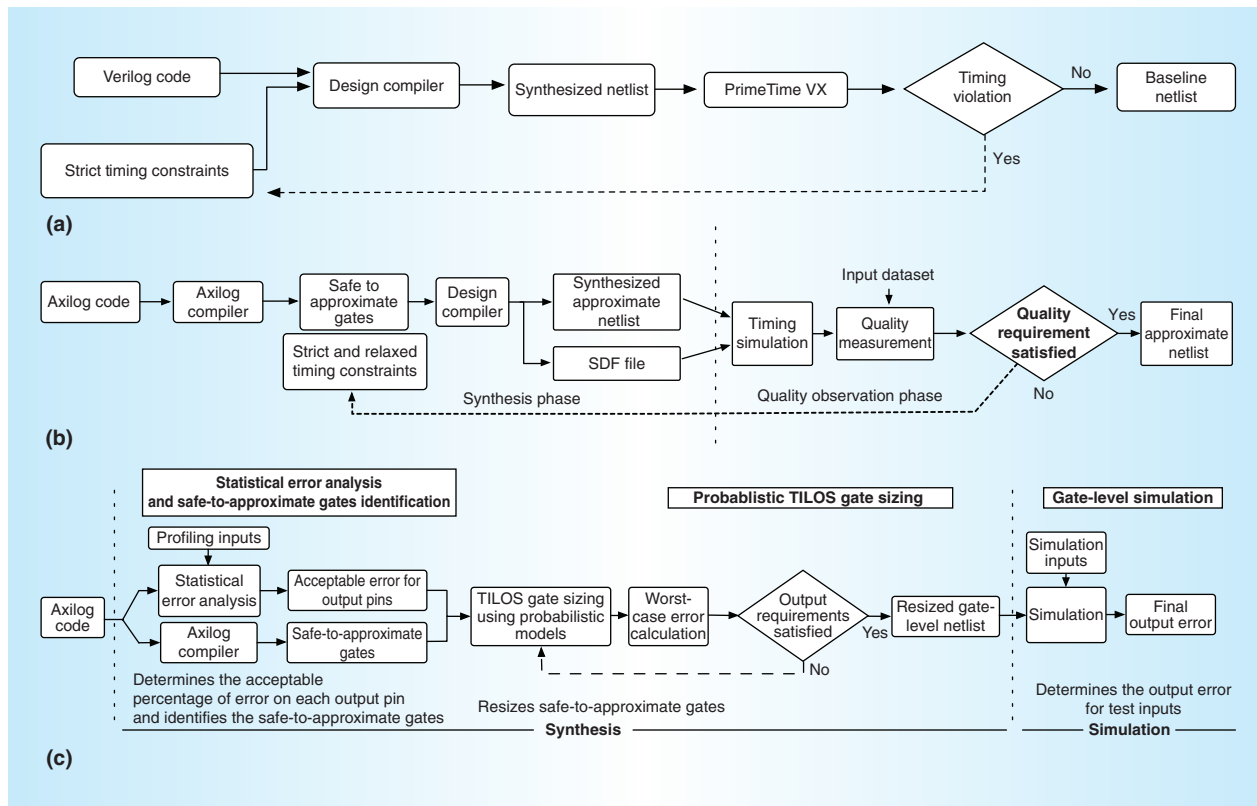 Verilog code
Design compiler
Synthesized netlist
PrimeTime VX
Timing
violation
No
Baseline
netlist
Yes
Strict timing constraints
(a)
Axilog code
Axilog
compiler
Safe to
approximate
gates
Strict and relaxed
timing constraints
Design
compiler
Synthesized
approximate
netlist
SDF file
Timing
simulation
Input dataset
Quality
measurement
Quality
requirement
satisfied
Yes
Final
approximate
netlist
No
Synthesis phase
Quality observation phase
(b)
Statistical error analysis
and safe-to-approximate gates identification
Probablistic TILOS gate sizing
Gate-level simulation
Profiling inputs
Axilog
code
Statistical
error analysis
Acceptable error for
output pins
Axilog
compiler
Safe-to-approximate
gates
TILOS gate sizing
using probabilistic
models
Worst-
case error
calculation
Output
requirements
satisfied
Yes
No
Resized gate-
level netlist
Simulation
inputs
Simulation
Final
output error
Determines the acceptable
percentage of error on each output pin
and identifies the safe-to-approximate gates
Resizes safe-to-approximate gates
Determines the output error
for test inputs
Synthesis
Simulation
(c)